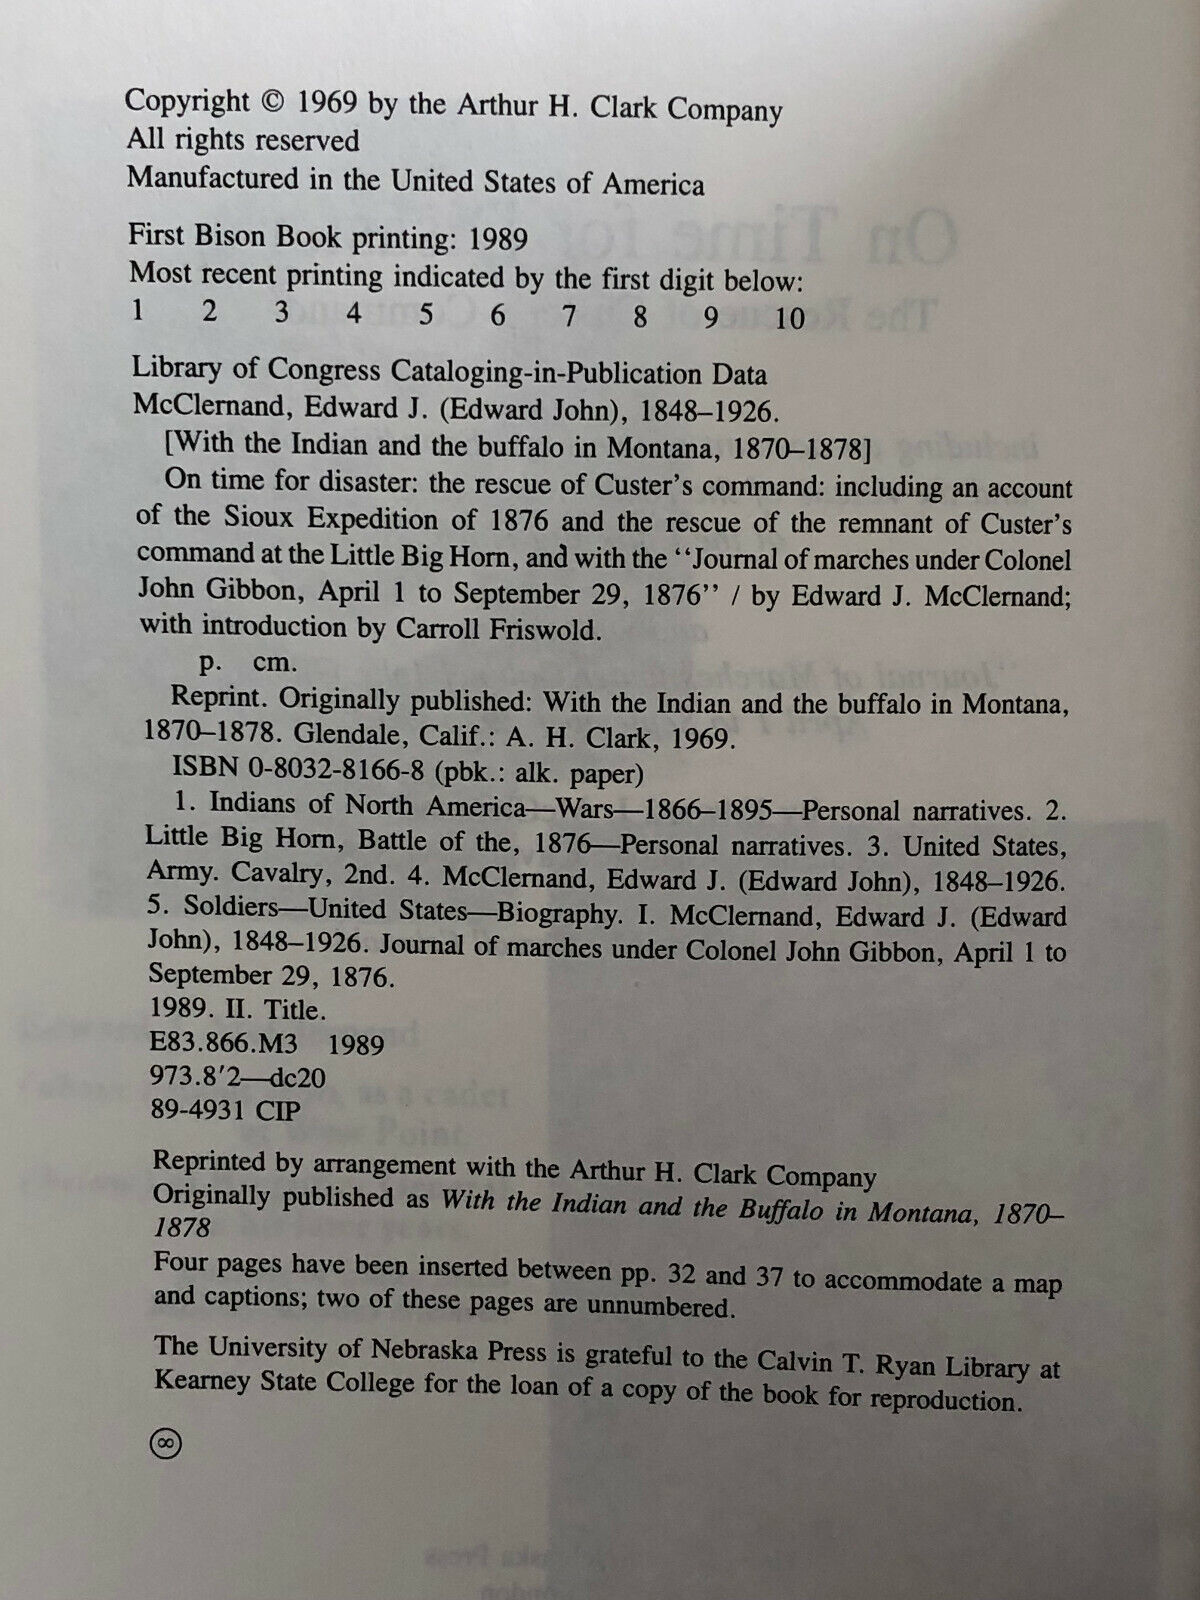 Copyright © 1969 by the Arthur H. Clark Company
All rights reserved
Manufactured in the United States of America
First Bison Book printing: 1989
Most recent printing indicated by the first digit below:
1 2 3 4 5 6 7 8 9 10
Library of Congress Cataloging-in-Publication Data
McClernand, Edward J. (Edward John), 1848–1926.
[With the Indian and the buffalo in Montana, 1870–1878]
On time for disaster: the rescue of Custer's command: including an account
of the Sioux Expedition of 1876 and the rescue of the remnant of Custer's
command at the Little Big Horn, and with the ‘‘Journal of marches under Colonel
John Gibbon, April 1 to September 29, 1876’’ / by Edward J. McClernand;
with introduction by Carroll Friswold.
p. cm.
Reprint. Originally published: With the Indian and the buffalo in Montana,
1870–1878. Glendale, Calif.: A. H. Clark, 1969.
ISBN 0-8032-8166-8 (pbk.: alk. paper)
1. Indians of North America—Wars—1866–1895—Personal narratives. 2.
Little Big Horn, Battle of the, 1876—Personal narratives. 3. United States,
Army. Cavalry, 2nd. 4. McClernand, Edward J. (Edward John), 1848–1926.
5. Soldiers—United States—Biography. I. McClernand, Edward J. (Edward
John), 1848–1926. Journal of marches under Colonel John Gibbon, April 1 to
September 29, 1876.
1989. II. Title.
E83.866.M3 1989
973.8′2—dc20
89-4931 CIP
Reprinted by arrangement with the Arthur H. Clark Company
Originally published as With the Indian and the Buffalo in Montana, 1870–
1878
Four pages have been inserted between pp. 32 and 37 to accommodate a map
and captions; two of these pages are unnumbered.
The University of Nebraska Press is grateful to the Calvin T. Ryan Library at
Kearney State College for the loan of a copy of the book for reproduction.
∞